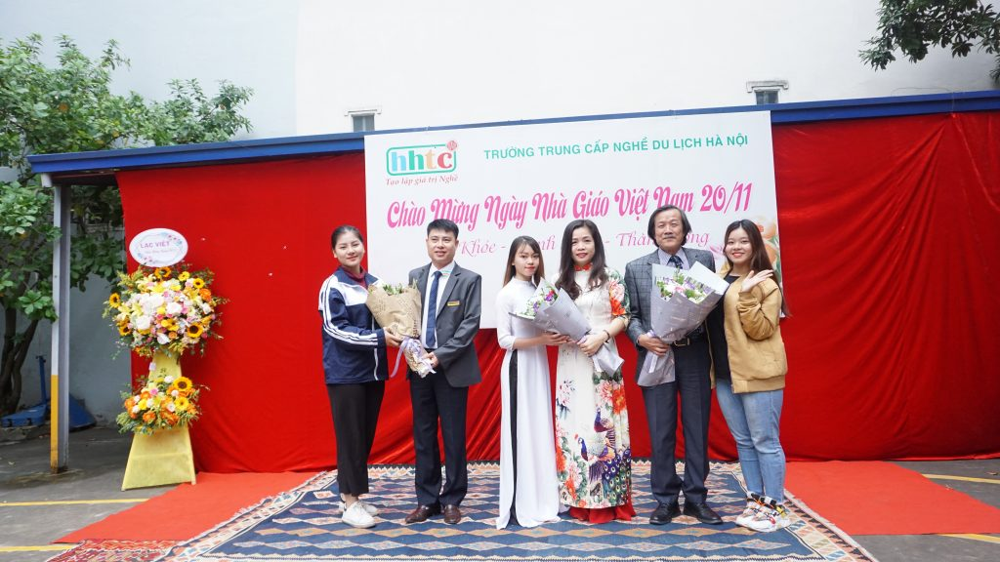 hhtc
Tạo lập giá trị Nghề
TRƯỜNG TRUNG CẤP NGHỀ DU LỊCH HÀ NỘI
Chào Mừng Ngày Nhà Giáo Việt Nam 20/11
Khỏe -
LẠC VIỆT